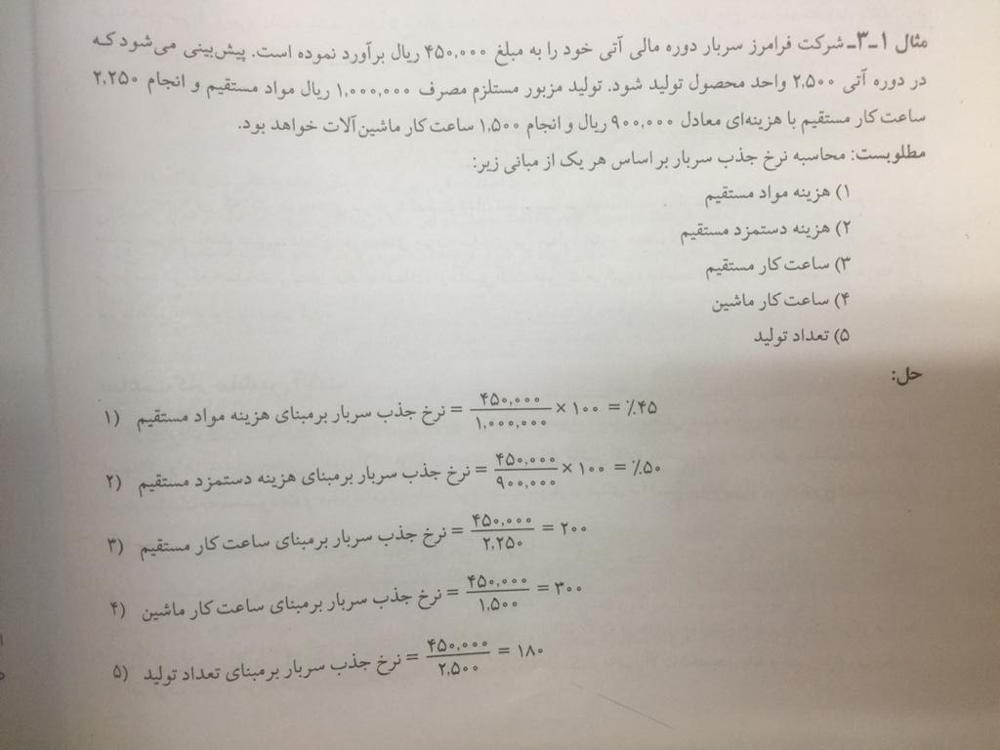 مثال ۱-۳- شرکت فرامرز سربار دوره مالی آتی خود را به مبلغ ۴۵۰,۰۰۰ ریال برآورد نموده است. پیش‌بینی می‌شود که
در دوره آتی ۲,۵۰۰ واحد محصول تولید شود. تولید مزبور مستلزم مصرف ۱,۰۰۰,۰۰۰ ریال مواد مستقیم و انجام ۲,۲۵۰
ساعت کار مستقیم با هزینه‌ای معادل ۹۰۰,۰۰۰ ریال و انجام ۱,۵۰۰ ساعت کار ماشین‌آلات خواهد بود.
مطلوبست: محاسبه نرخ جذب سربار بر اساس هر یک از مبانی زیر:
۱) هزینه مواد مستقیم
۲) هزینه دستمزد مستقیم
۳) ساعت کار مستقیم
۴) ساعت کار ماشین
۵) تعداد تولید
حل:
۱) نرخ جذب سربار برمبنای هزینه مواد مستقیم = ۴۵۰,۰۰۰ / ۱,۰۰۰,۰۰۰ × ۱۰۰ = ٪۴۵
۲) نرخ جذب سربار برمبنای هزینه دستمزد مستقیم = ۴۵۰,۰۰۰ / ۹۰۰,۰۰۰ × ۱۰۰ = ٪۵۰
۳) نرخ جذب سربار برمبنای ساعت کار مستقیم = ۴۵۰,۰۰۰ / ۲,۲۵۰ = ۲۰۰
۴) نرخ جذب سربار برمبنای ساعت کار ماشین = ۴۵۰,۰۰۰ / ۱,۵۰۰ = ۳۰۰
۵) نرخ جذب سربار برمبنای تعداد تولید = ۴۵۰,۰۰۰ / ۲,۵۰۰ = ۱۸۰